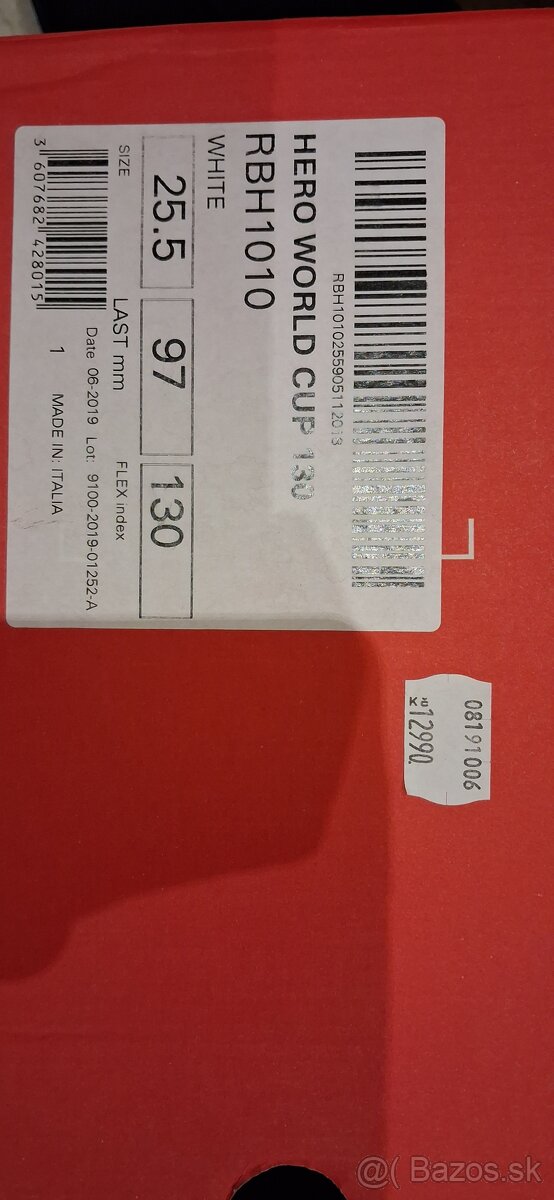 RBH1010255905112013
HERO WORLD CUP 130
RBH1010
WHITE
25.5 97 130
SIZE LAST mm FLEX index
Date 06-2019 Lot: 9100-2019-01252-A
3 607682 428015 1 MADE IN: ITALIA
08191006
Kč 12990.
@( Bazos.sk